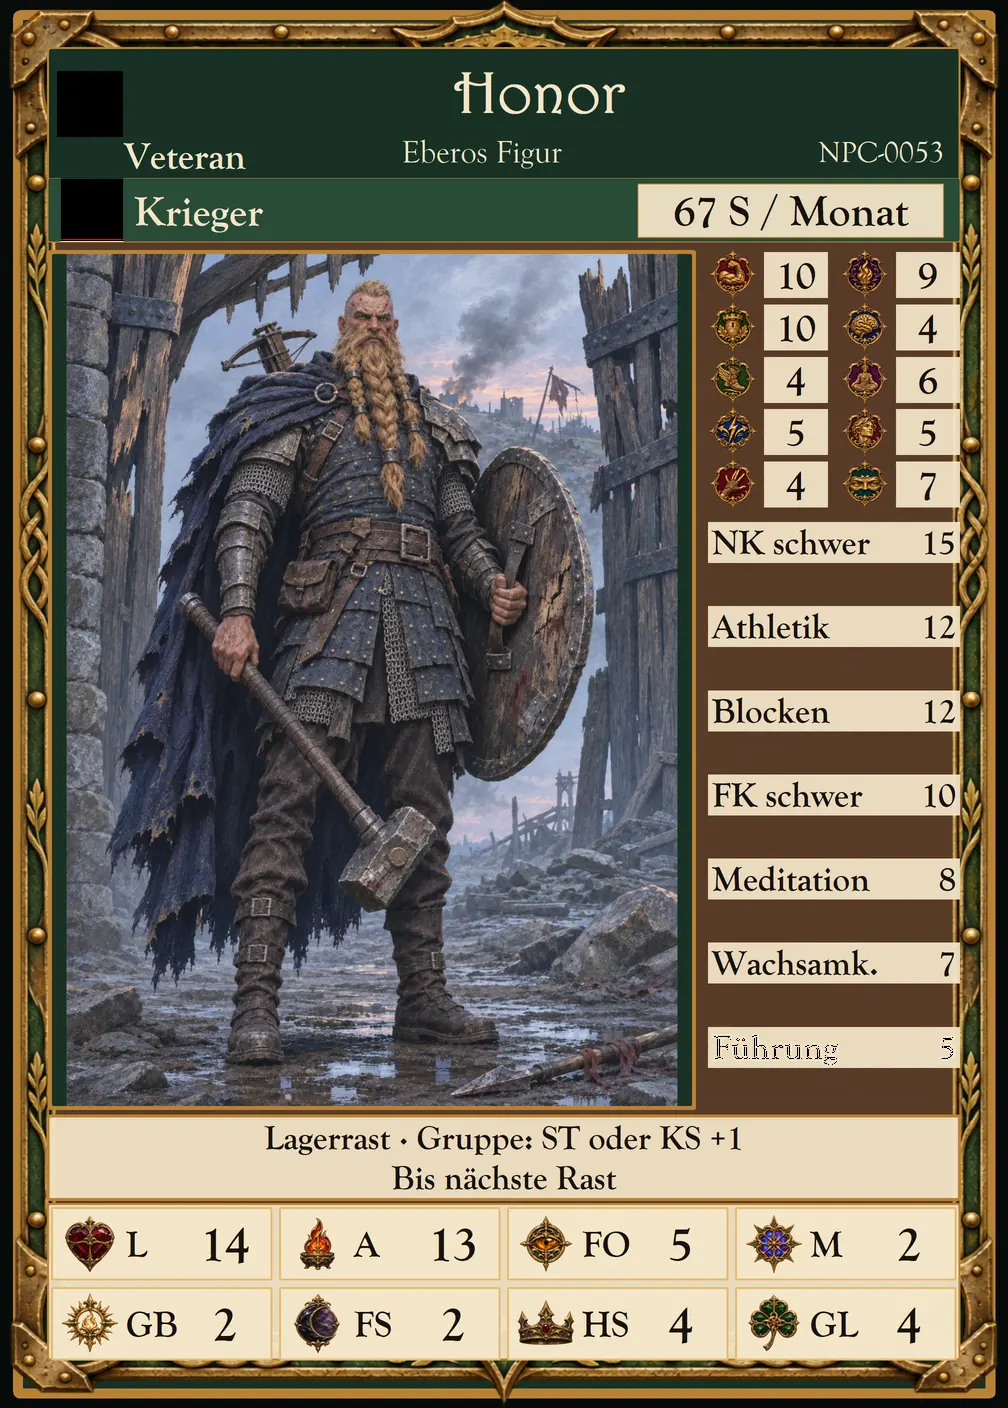 Honor
Veteran
Eberos Figur
NPC-0053
Krieger
67 S / Monat
10 9
10 4
4 6
5 5
4 7
NK schwer 15
Athletik 12
Blocken 12
FK schwer 10
Meditation 8
Wachsamk. 7
Führung 5
Lagerrast · Gruppe: ST oder KS +1
Bis nächste Rast
L 14 A 13 FO 5 M 2
GB 2 FS 2 HS 4 GL 4